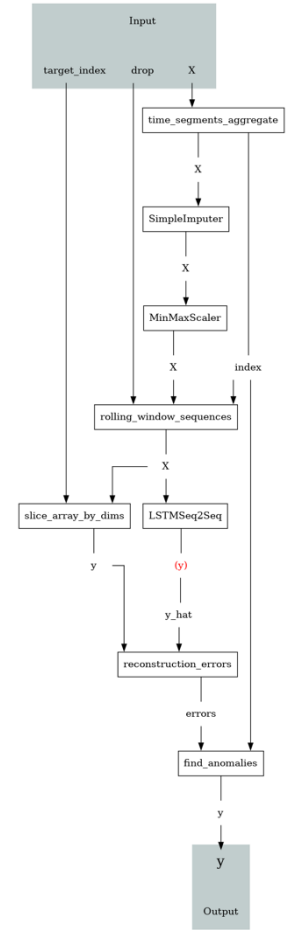 Input
target_index drop X
time_segments_aggregate
X
SimpleImputer
X
MinMaxScaler
X index
rolling_window_sequences
X
slice_array_by_dims LSTMSeq2Seq
y (y)
y_hat
reconstruction_errors
errors
find_anomalies
y
y
Output